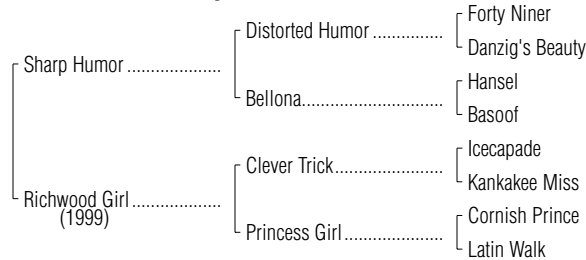 Forty Niner
Distorted Humor ...............
Danzig's Beauty
Sharp Humor ....................
Hansel
Bellona..............................
Basoof
Icecapade
Clever Trick.......................
Kankakee Miss
Richwood Girl ...................
(1999)
Cornish Prince
Princess Girl .....................
Latin Walk